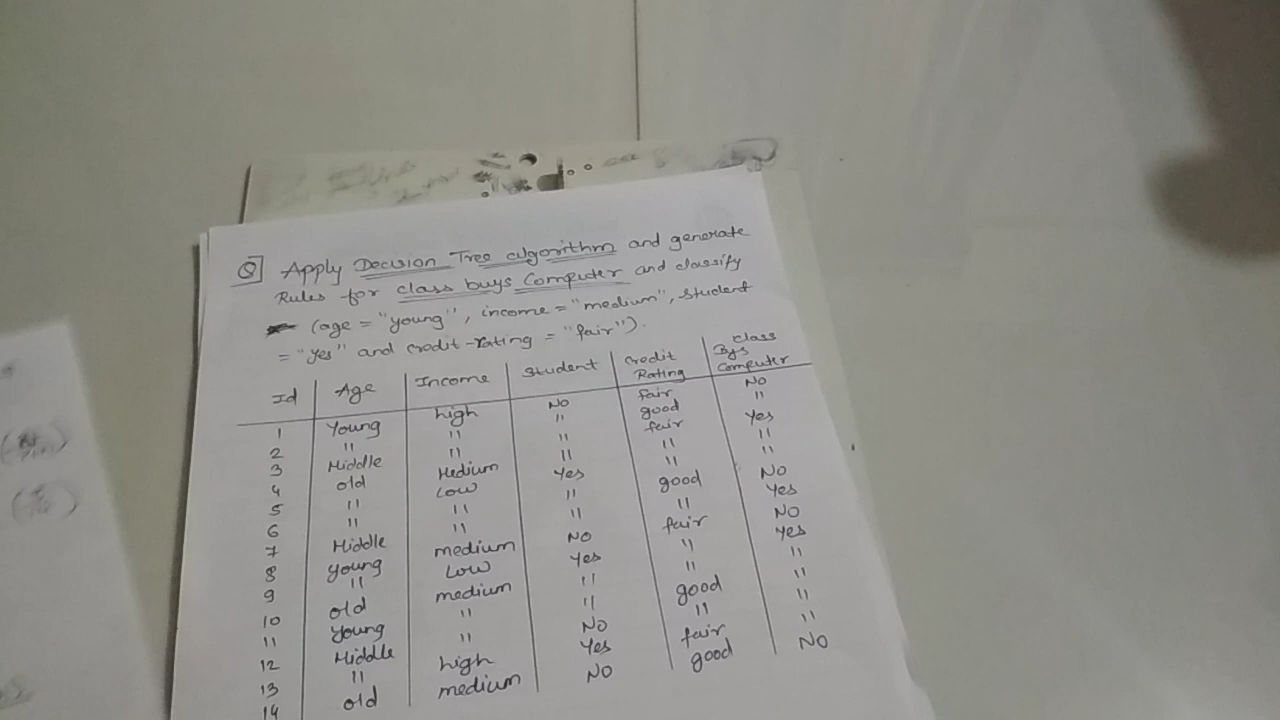 Q] Apply Decision Tree algorithm and generate
Rules for class buys Computer and classify
(age = "young", income = "medium", student
= "yes" and credit-rating = "fair").
Id Age Income Student Credit Rating class Bys Computer
1 Young high NO fair NO
2 " " " good "
3 Middle " " fair Yes
4 old Medium " " "
5 " Low Yes " "
6 " " " good NO
7 Middle " " " Yes
8 young medium NO fair NO
9 " Low Yes " Yes
10 old medium " " "
11 Young " " good "
12 Middle " NO " "
13 " high Yes fair "
14 old medium NO good NO